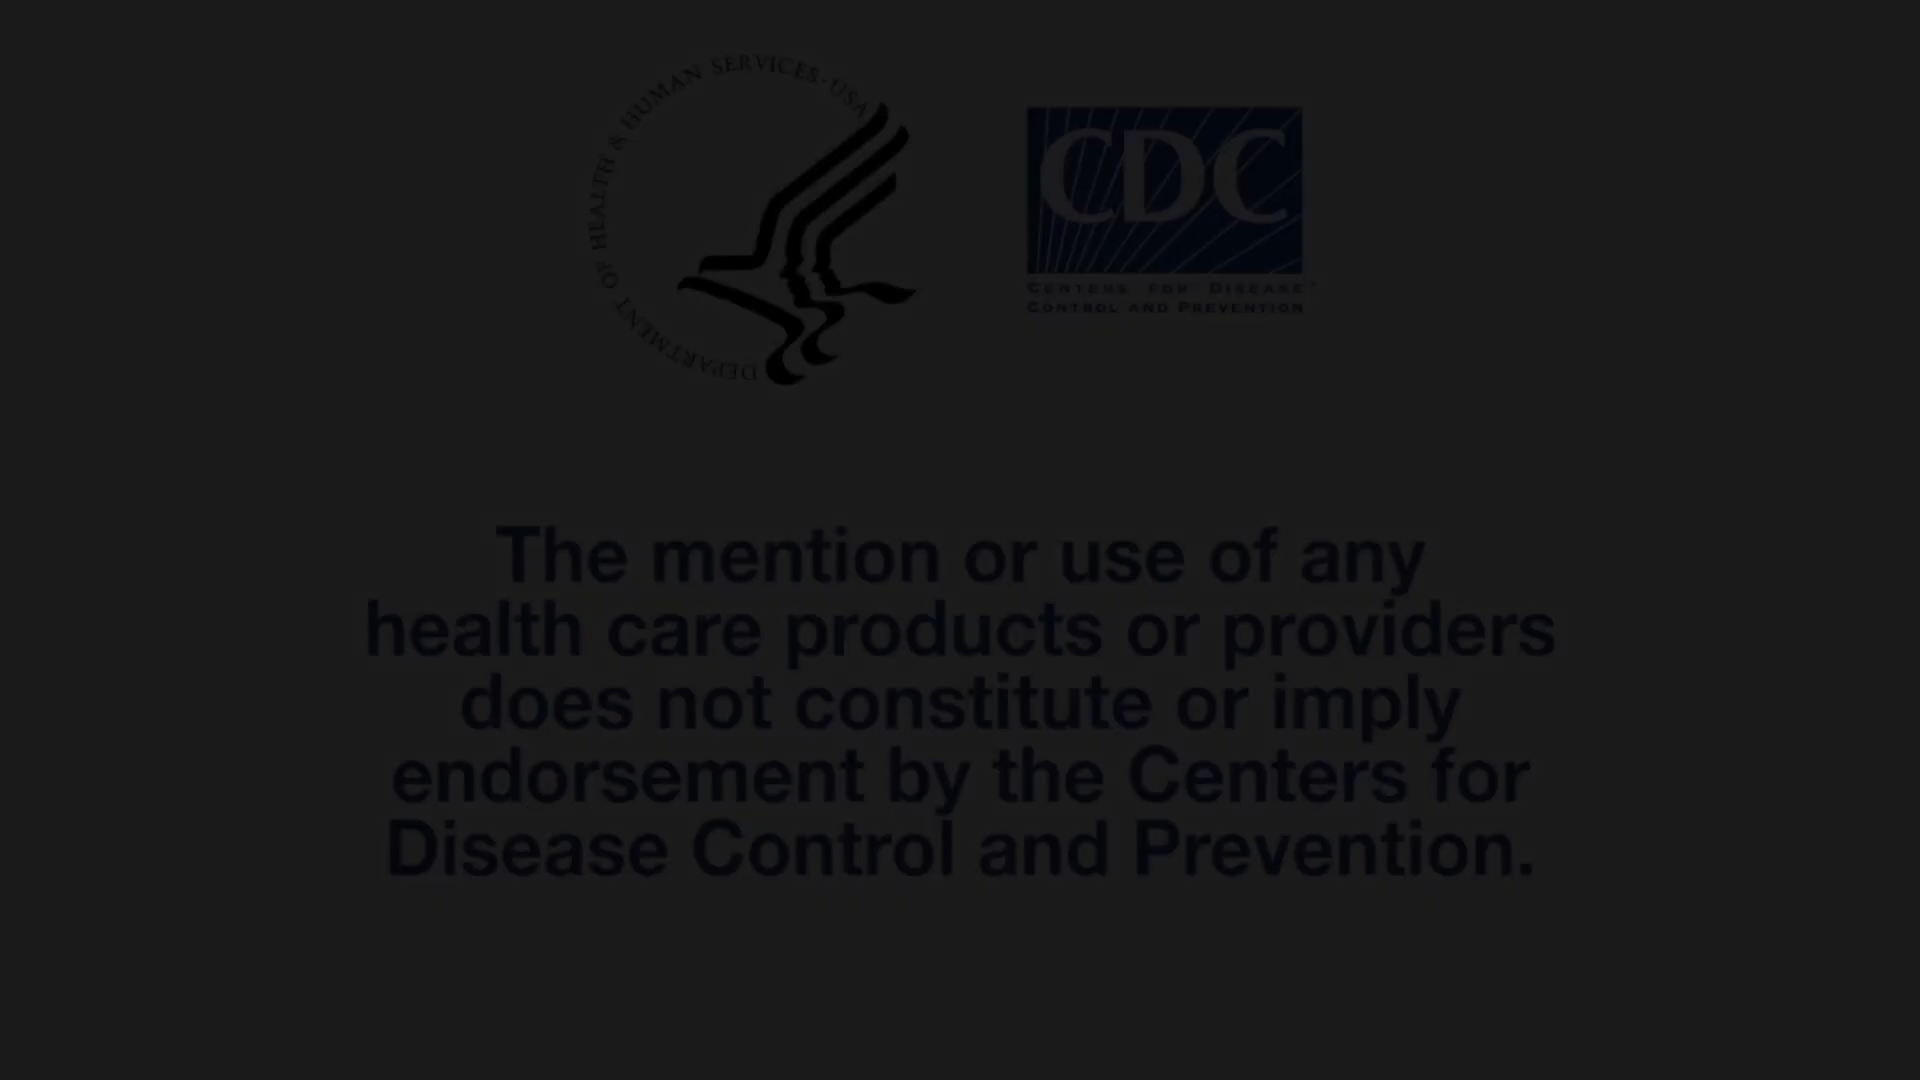 DEPARTMENT OF HEALTH & HUMAN SERVICES·USA
CDC
CENTERS FOR DISEASE
CONTROL AND PREVENTION
The mention or use of any
health care products or providers
does not constitute or imply
endorsement by the Centers for
Disease Control and Prevention.